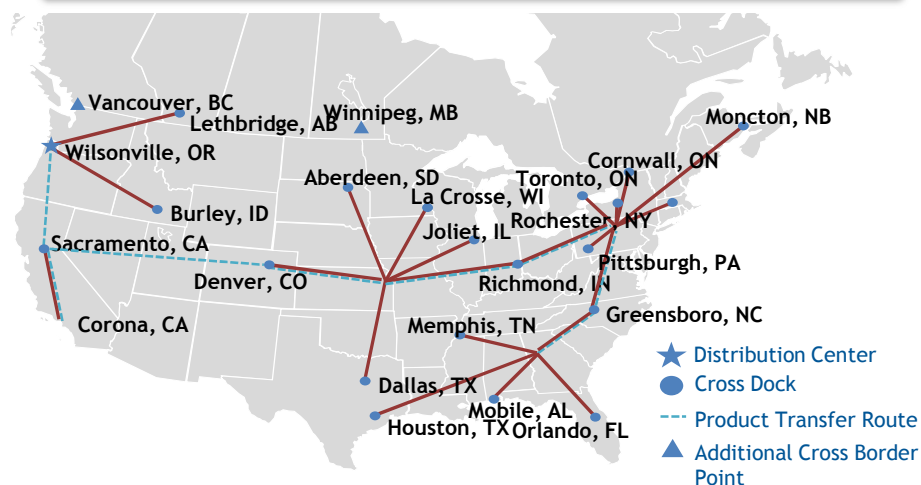 Vancouver, BC
Winnipeg, MB
Moncton, NB
Lethbridge, AB
Wilsonville, OR
Cornwall, ON
Toronto, ON
Aberdeen, SD
La Crosse, WI
Burley, ID
Rochester, NY
Joliet, IL
Sacramento, CA
Pittsburgh, PA
Denver, CO
Richmond, IN
Greensboro, NC
Corona, CA
Memphis, TN
Distribution Center
Cross Dock
Dallas, TX
Mobile, AL
Product Transfer Route
Houston, TX
Orlando, FL
Additional Cross Border
Point